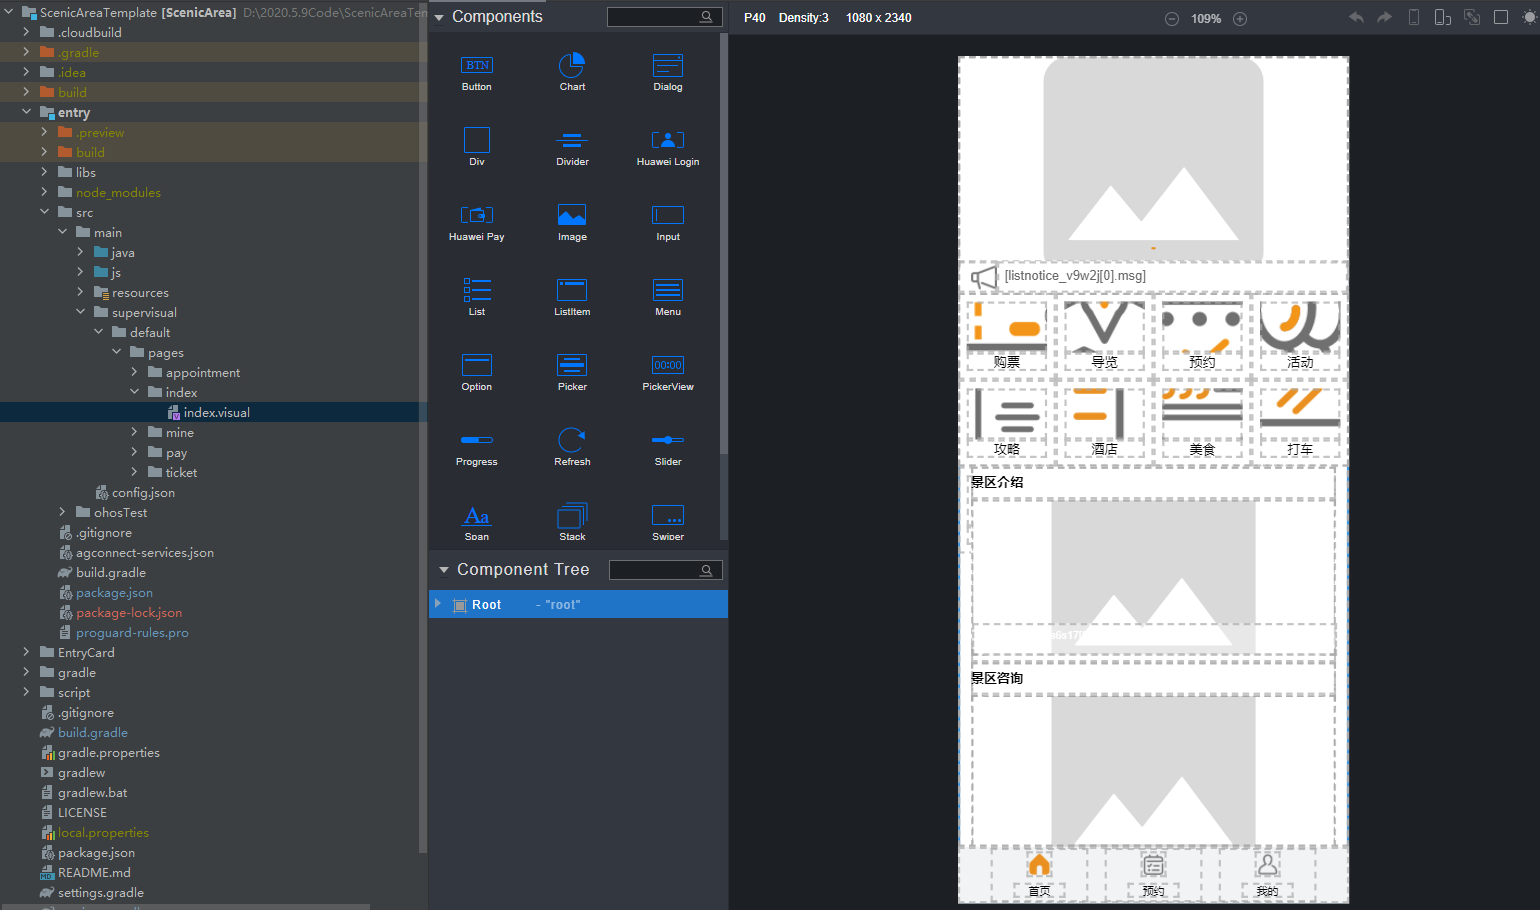 ScenicAreaTemplate [ScenicArea] D:\2020.5.9Code\ScenicAreaTen
.cloudbuild
.gradle
.idea
build
entry
.preview
build
libs
node_modules
src
main
java
js
resources
supervisual
default
pages
appointment
index
index.visual
mine
pay
ticket
config.json
ohosTest
.gitignore
agconnect-services.json
build.gradle
package.json
package-lock.json
proguard-rules.pro
EntryCard
gradle
script
.gitignore
build.gradle
gradle.properties
gradlew
gradlew.bat
LICENSE
local.properties
package.json
README.md
settings.gradle
Components
BTN
Button
Chart
Dialog
Div
Divider
Huawei Login
Huawei Pay
Image
Input
List
ListItem
Menu
Option
Picker
00:00
PickerView
Progress
Refresh
Slider
Aa
Span
Stack
Swiper
Component Tree
Root - "root"
P40 Density:3 1080 x 2340
109%
[listnotice_v9w2j[0].msg]
购票
导览
预约
活动
攻略
酒店
美食
打车
景区介绍
景区咨询
首页
预约
我的